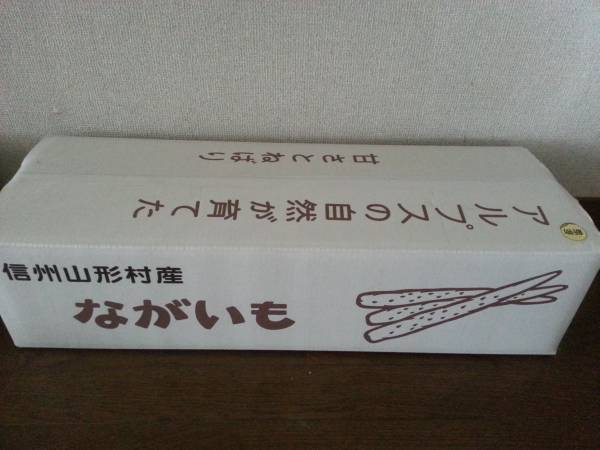 アルプスの自然が育てた
甘さとねばり
信州山形村産
ながいも